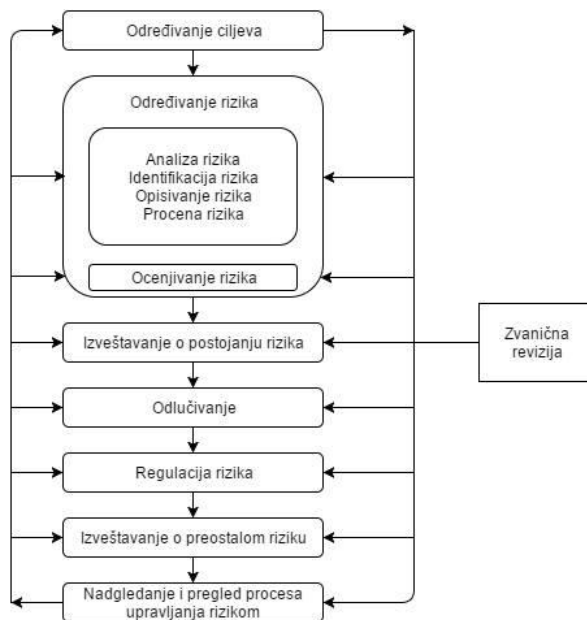 Određivanje ciljeva
Određivanje rizika
Analiza rizika
Identifikacija rizika
Opisivanje rizika
Procena rizika
Ocenjivanje rizika
Izveštavanje o postojanju rizika
Zvanična
revizija
Odlučivanje
Regulacija rizika
Izveštavanje o preostalom riziku
Nadgledanje i pregled procesa
upravljanja rizikom